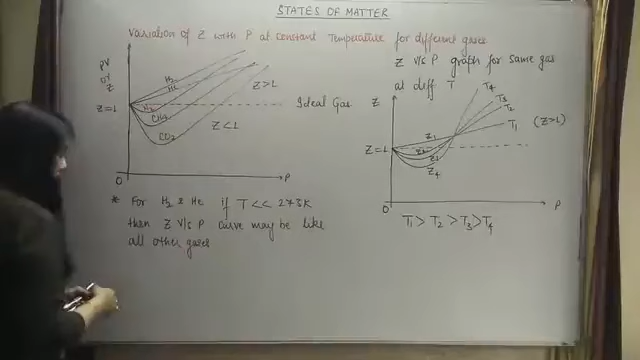 STATES OF MATTER
Variation of Z with P at constant Temperature for different gases
PV
or
Z
Z=1
H2
He
N2
CH4
CO2
Z>1
Z<1
Ideal Gas
O
P
* For H2 & He if T << 273K
then Z V/s P curve may be like
all other gases
Z V/s P graph for same gas
at diff T
Z
Z=1
T4
T3
T2
T1
(Z>1)
Z1
Z2
Z3
Z4
O
P
T1 > T2 > T3 > T4